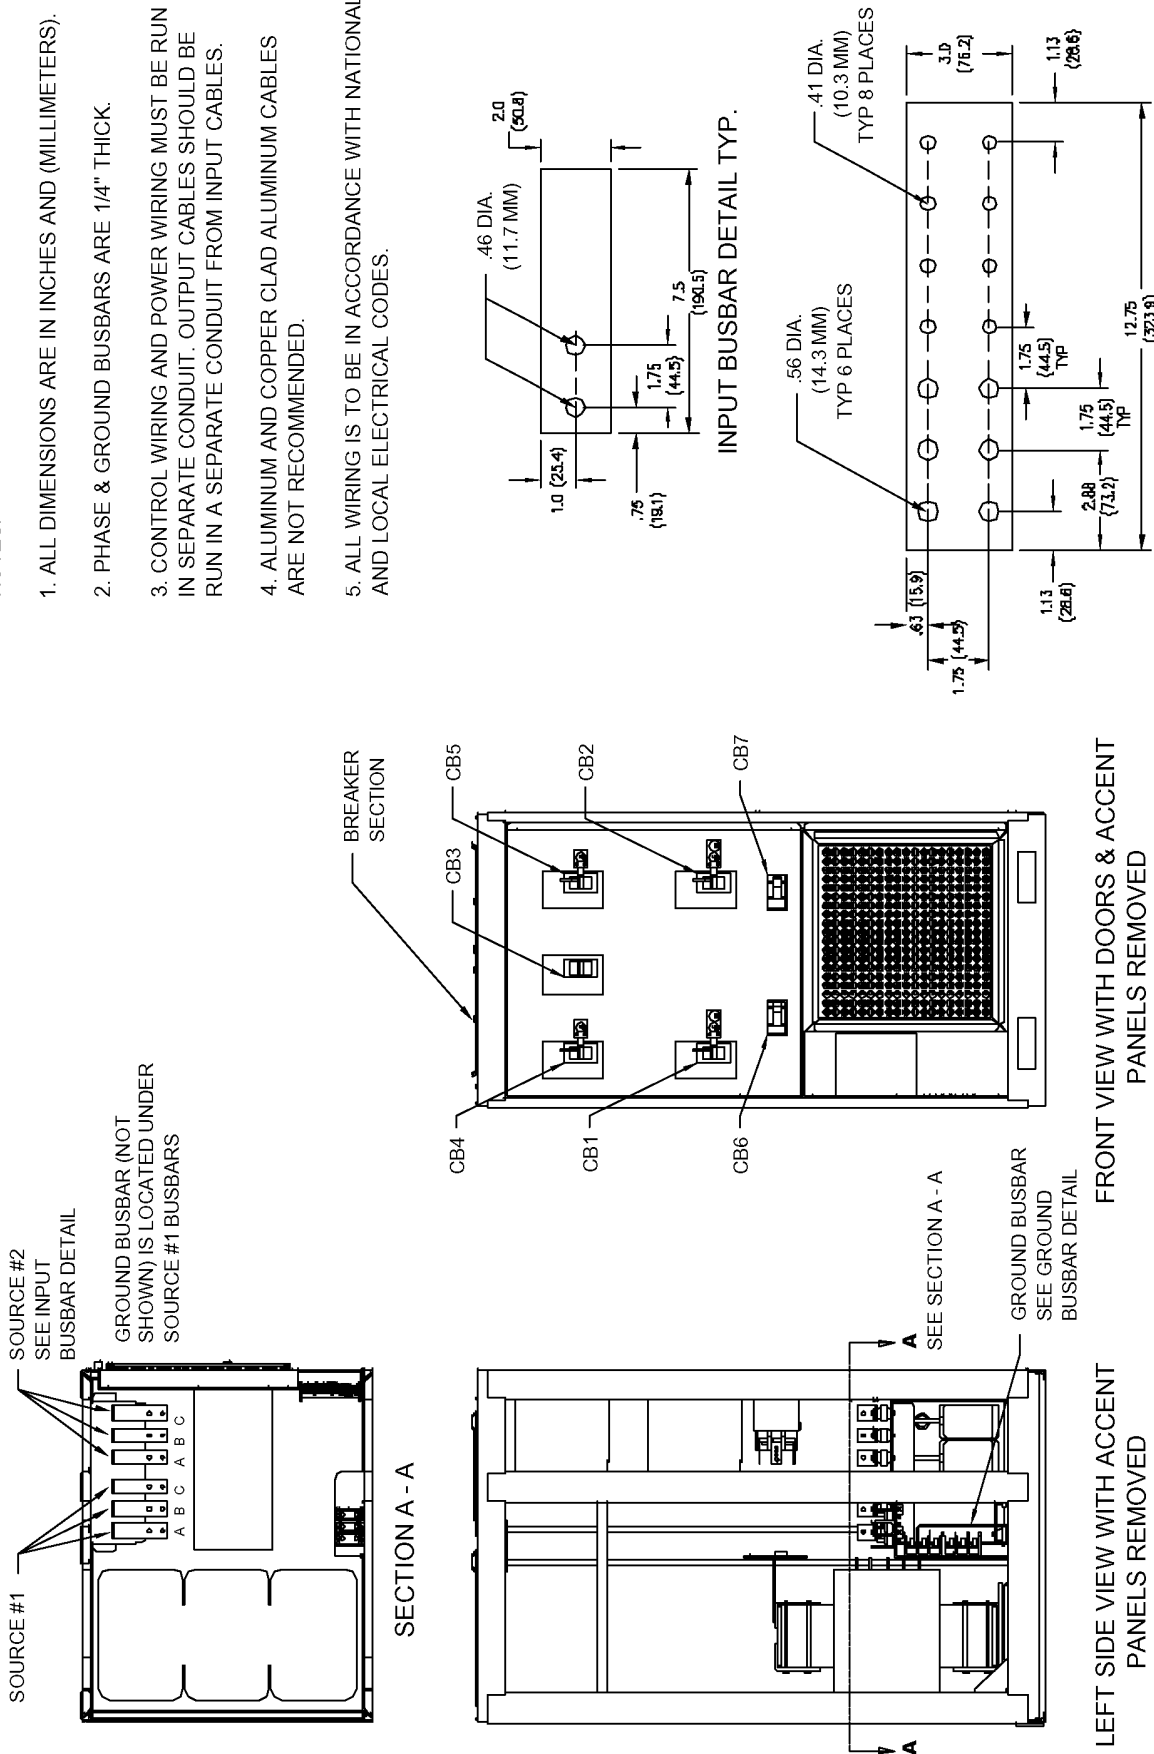 1. ALL DIMENSIONS ARE IN INCHES AND (MILLIMETERS).
2. PHASE & GROUND BUSBARS ARE 1/4" THICK.
3. CONTROL WIRING AND POWER WIRING MUST BE RUN
IN SEPARATE CONDUIT. OUTPUT CABLES SHOULD BE
RUN IN A SEPARATE CONDUIT FROM INPUT CABLES.
4. ALUMINUM AND COPPER CLAD ALUMINUM CABLES
ARE NOT RECOMMENDED.
5. ALL WIRING IS TO BE IN ACCORDANCE WITH NATIONAL
AND LOCAL ELECTRICAL CODES.
SOURCE #1
SOURCE #2
SEE INPUT
BUSBAR DETAIL
GROUND BUSBAR (NOT
SHOWN) IS LOCATED UNDER
SOURCE #1 BUSBARS
A B C A B C
SECTION A - A
BREAKER
SECTION
CB4
CB3
CB5
CB1
CB2
CB6
CB7
FRONT VIEW WITH DOORS & ACCENT
PANELS REMOVED
A
A
SEE SECTION A - A
GROUND BUSBAR
SEE GROUND
BUSBAR DETAIL
LEFT SIDE VIEW WITH ACCENT
PANELS REMOVED
.46 DIA.
(11.7 MM)
2.0
(50.8)
1.0 (25.4)
.75
(19.1)
1.75
(44.5)
7.5
(190.5)
INPUT BUSBAR DETAIL TYP.
.56 DIA.
(14.3 MM)
TYP 6 PLACES
.41 DIA.
(10.3 MM)
TYP 8 PLACES
3.0
(76.2)
.63 (15.9)
1.75 (44.5)
1.13
(28.6)
2.88
(73.2)
1.75
(44.5)
TYP
1.75
(44.5)
TYP
1.13
(28.6)
12.75
(323.9)